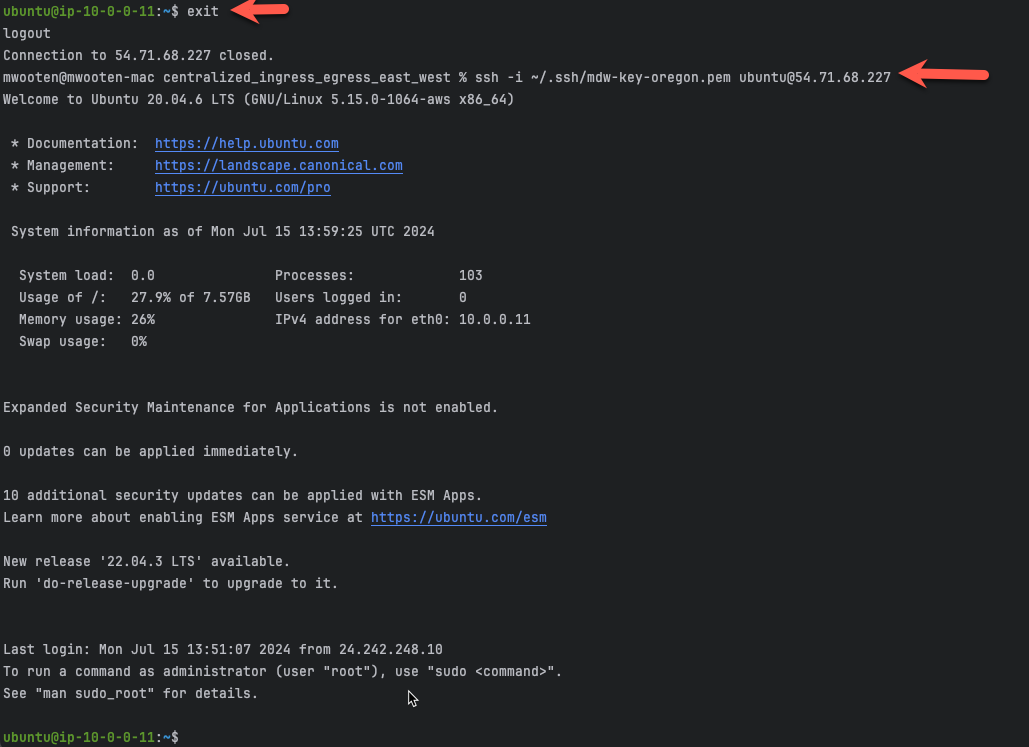 ubuntu@ip-10-0-0-11:~$ exit
logout
Connection to 54.71.68.227 closed.
mwooten@mwooten-mac centralized_ingress_egress_east_west % ssh -i ~/.ssh/mdw-key-oregon.pem ubuntu@54.71.68.227
Welcome to Ubuntu 20.04.6 LTS (GNU/Linux 5.15.0-1064-aws x86_64)

 * Documentation:  https://help.ubuntu.com
 * Management:     https://landscape.canonical.com
 * Support:        https://ubuntu.com/pro

 System information as of Mon Jul 15 13:59:25 UTC 2024

  System load:  0.0               Processes:             103
  Usage of /:   27.9% of 7.57GB   Users logged in:       0
  Memory usage: 26%               IPv4 address for eth0: 10.0.0.11
  Swap usage:   0%

Expanded Security Maintenance for Applications is not enabled.

0 updates can be applied immediately.

10 additional security updates can be applied with ESM Apps.
Learn more about enabling ESM Apps service at https://ubuntu.com/esm

New release '22.04.3 LTS' available.
Run 'do-release-upgrade' to upgrade to it.

Last login: Mon Jul 15 13:51:07 2024 from 24.242.248.10
To run a command as administrator (user "root"), use "sudo <command>".
See "man sudo_root" for details.

ubuntu@ip-10-0-0-11:~$